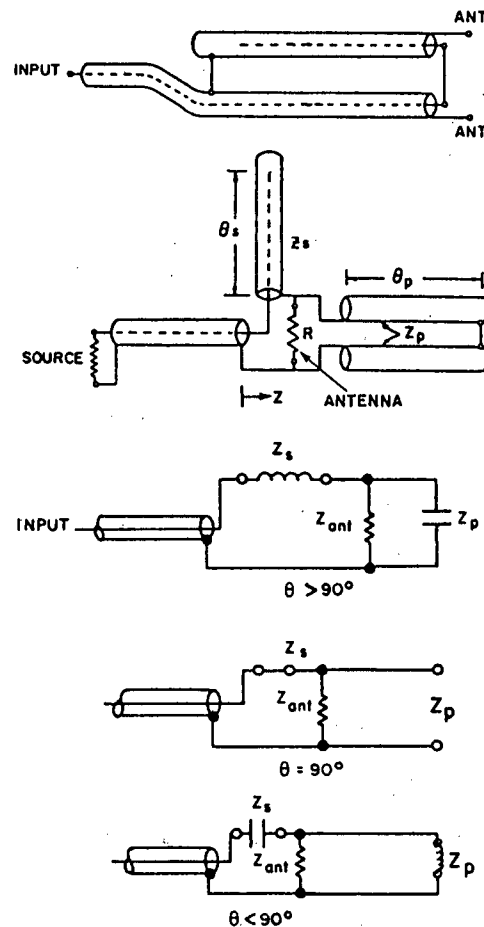 ANT
INPUT
ANT
θs
Zs
θp
R
Zp
SOURCE
Z
ANTENNA
Zs
INPUT
Zant
Zp
θ > 90°
Zs
Zant
Zp
θ = 90°
Zs
Zant
Zp
θ < 90°